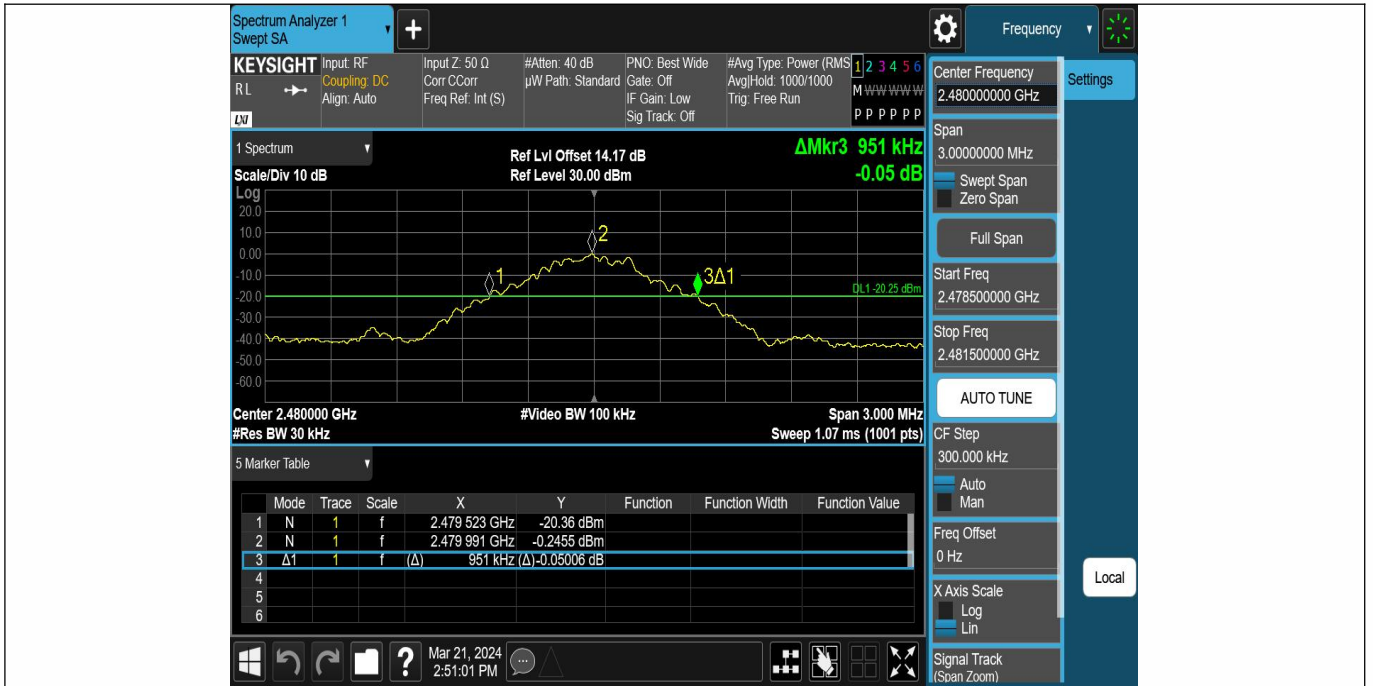 Spectrum Analyzer 1
Swept SA
+
Frequency
KEYSIGHT
RL
LXI
Input: RF
Coupling: DC
Align: Auto
Input Z: 50 Ω
Corr CCorr
Freq Ref: Int (S)
#Atten: 40 dB
µW Path: Standard
PNO: Best Wide
Gate: Off
IF Gain: Low
Sig Track: Off
#Avg Type: Power (RMS
Avg|Hold: 1000/1000
Trig: Free Run
1 2 3 4 5 6
M W W W W W
P P P P P P
1 Spectrum
Scale/Div 10 dB
Ref Lvl Offset 14.17 dB
Ref Level 30.00 dBm
ΔMkr3 951 kHz
-0.05 dB
Log
20.0
10.0
0.00
-10.0
-20.0
-30.0
-40.0
-50.0
-60.0
1
2
3Δ1
DL1 -20.25 dBm
Center 2.480000 GHz
#Video BW 100 kHz
Span 3.000 MHz
#Res BW 30 kHz
Sweep 1.07 ms (1001 pts)
5 Marker Table
Mode Trace Scale X Y Function Function Width Function Value
1 N 1 f 2.479 523 GHz -20.36 dBm
2 N 1 f 2.479 991 GHz -0.2455 dBm
3 Δ1 1 f (Δ) 951 kHz (Δ) -0.05006 dB
4
5
6
?
Mar 21, 2024
2:51:01 PM
Center Frequency
2.480000000 GHz
Span
3.00000000 MHz
Swept Span
Zero Span
Full Span
Start Freq
2.478500000 GHz
Stop Freq
2.481500000 GHz
AUTO TUNE
CF Step
300.000 kHz
Auto
Man
Freq Offset
0 Hz
X Axis Scale
Log
Lin
Signal Track
(Span Zoom)
Settings
Local